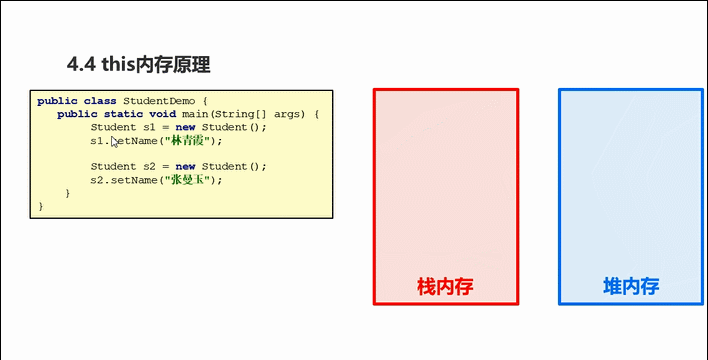 4.4 this内存原理
public class StudentDemo {
public static void main(String[] args) {
Student s1 = new Student();
s1.setName("林青霞");
Student s2 = new Student();
s2.setName("张曼玉");
}
}
栈内存
堆内存